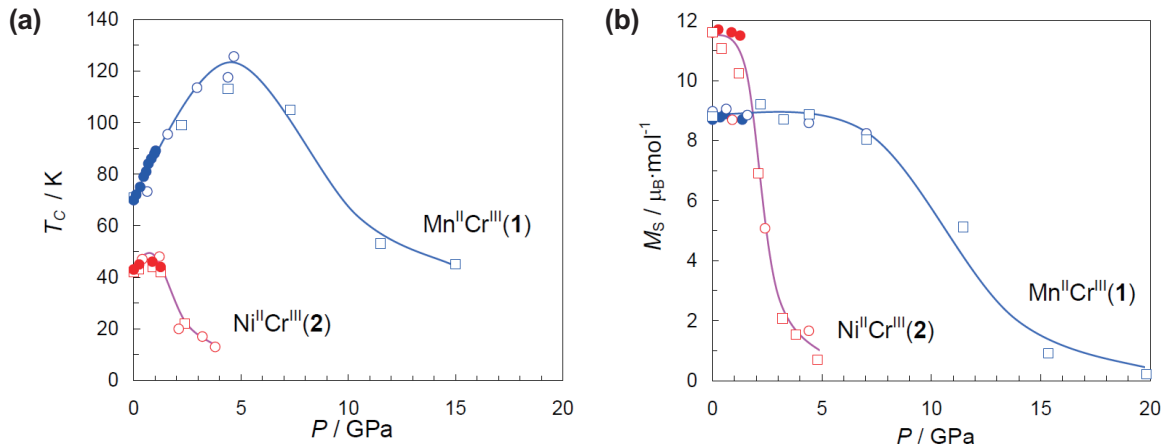 (a)
T_C / K
140
120
100
80
60
40
20
0
Mn^II Cr^III (1)
Ni^II Cr^III (2)
0 5 10 15 20
P / GPa
(b)
M_S / μ_B·mol^-1
12
10
8
6
4
2
0
Mn^II Cr^III (1)
Ni^II Cr^III (2)
0 5 10 15 20
P / GPa